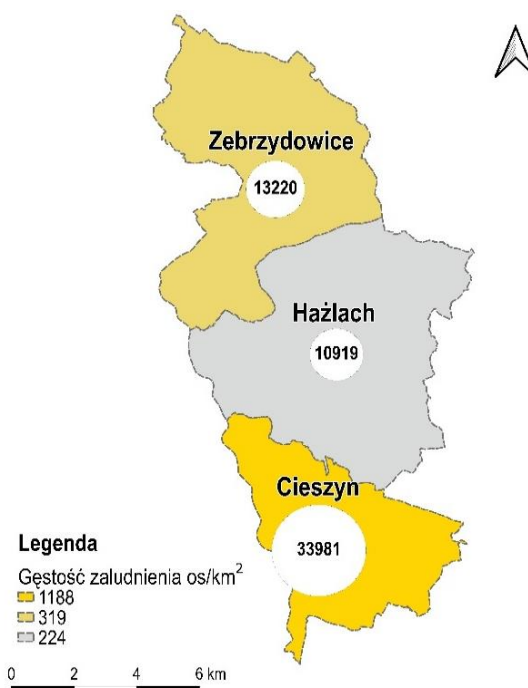 Zebrzydowice
13220
Hażlach
10919
Cieszyn
33981
Legenda
Gęstość zaludnienia os/km²
1188
319
224
0 2 4 6 km